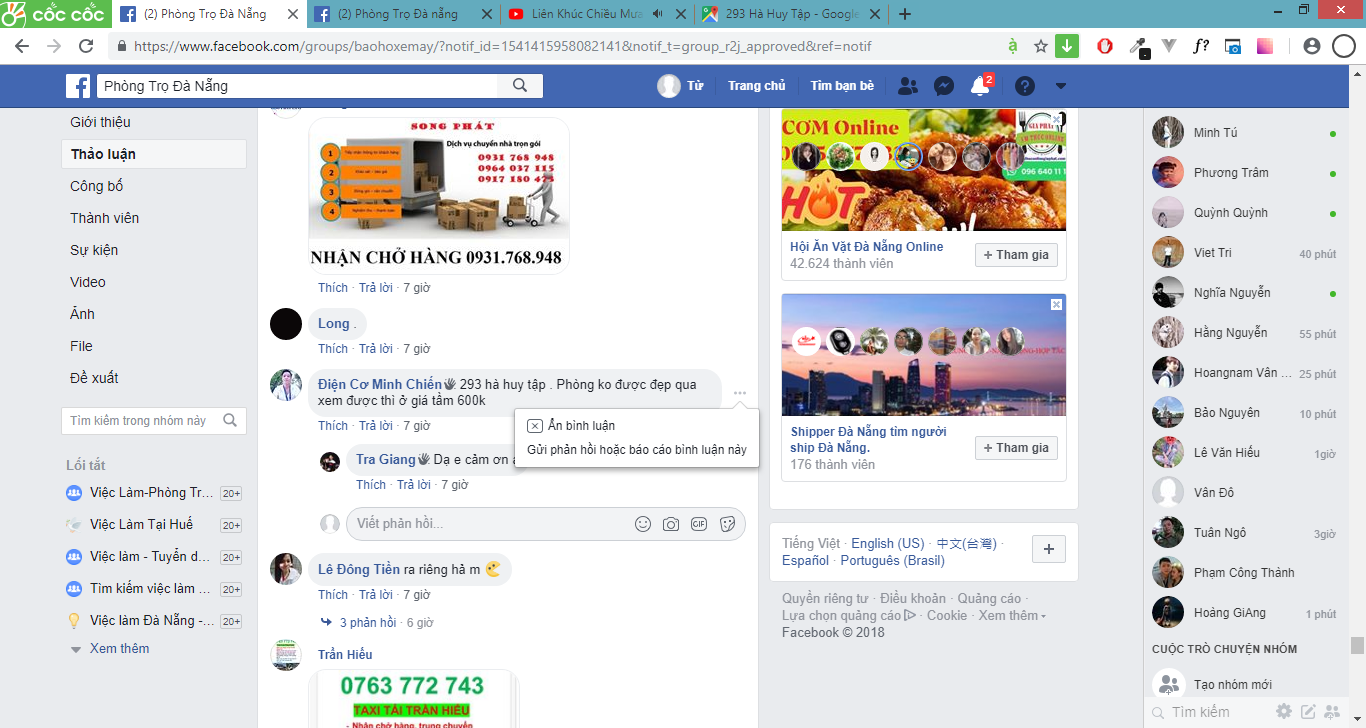 cốc cốc
(2) Phòng Trọ Đà Nẵng
(2) Phòng Trọ Đà nẵng
Liên Khúc Chiều Mưa
293 Hà Huy Tập - Google
https://www.facebook.com/groups/baohoxemay/?notif_id=1541415958082141&notif_t=group_r2j_approved&ref=notif
f?
Phòng Trọ Đà Nẵng
Từ
Trang chủ
Tìm bạn bè
2
Giới thiệu
Thảo luận
Công bố
Thành viên
Sự kiện
Video
Ảnh
File
Đề xuất
Tìm kiếm trong nhóm này
Lối tắt
Việc Làm-Phòng Tr... 20+
Việc Làm Tại Huế 20+
Việc làm - Tuyển d... 20+
Tìm kiếm việc làm ... 20+
Việc làm Đà Nẵng -... 20+
Xem thêm
SONG PHÁT
Dịch vụ chuyển nhà trọn gói
0931 768 948
0964 037 115
0917 180 471
1
2
3
4
NHẬN CHỞ HÀNG 0931.768.948
Thích · Trả lời · 7 giờ
Long .
Thích · Trả lời · 7 giờ
Điện Cơ Minh Chiến 293 hà huy tập . Phòng ko được đẹp qua
xem được thì ở giá tầm 600k
Thích · Trả lời · 7 giờ
Ẩn bình luận
Gửi phản hồi hoặc báo cáo bình luận này
Tra Giang Dạ e cảm ơn
Thích · Trả lời · 7 giờ
Viết phản hồi...
GIF
Lê Đông Tiền ra riêng hả m
Thích · Trả lời · 7 giờ
3 phản hồi · 6 giờ
Trần Hiếu
0763 772 743
TAXI TẢI TRẦN HIẾU
- Nhận chở hàng, trung chuyển
CƠM Online
GIA PHÁT
096 640 11
HOT
Hội Ăn Vặt Đà Nẵng Online
42.624 thành viên
+ Tham gia
Shipper Đà Nẵng tìm người
ship Đà Nẵng.
176 thành viên
+ Tham gia
Tiếng Việt · English (US) · 中文(台灣) ·
Español · Português (Brasil)
Quyền riêng tư · Điều khoản · Quảng cáo ·
Lựa chọn quảng cáo · Cookie · Xem thêm
Facebook © 2018
Minh Tú
Phương Trâm
Quỳnh Quỳnh
Viet Tri 40 phút
Nghĩa Nguyễn
Hằng Nguyễn 55 phút
Hoangnam Vân ... 25 phút
Bảo Nguyên 10 phút
Lê Văn Hiếu 1giờ
Vân Đô
Tuân Ngô 3giờ
Phạm Công Thành
Hoàng GiAng 1 phút
CUỘC TRÒ CHUYỆN NHÓM
Tạo nhóm mới
Tìm kiếm